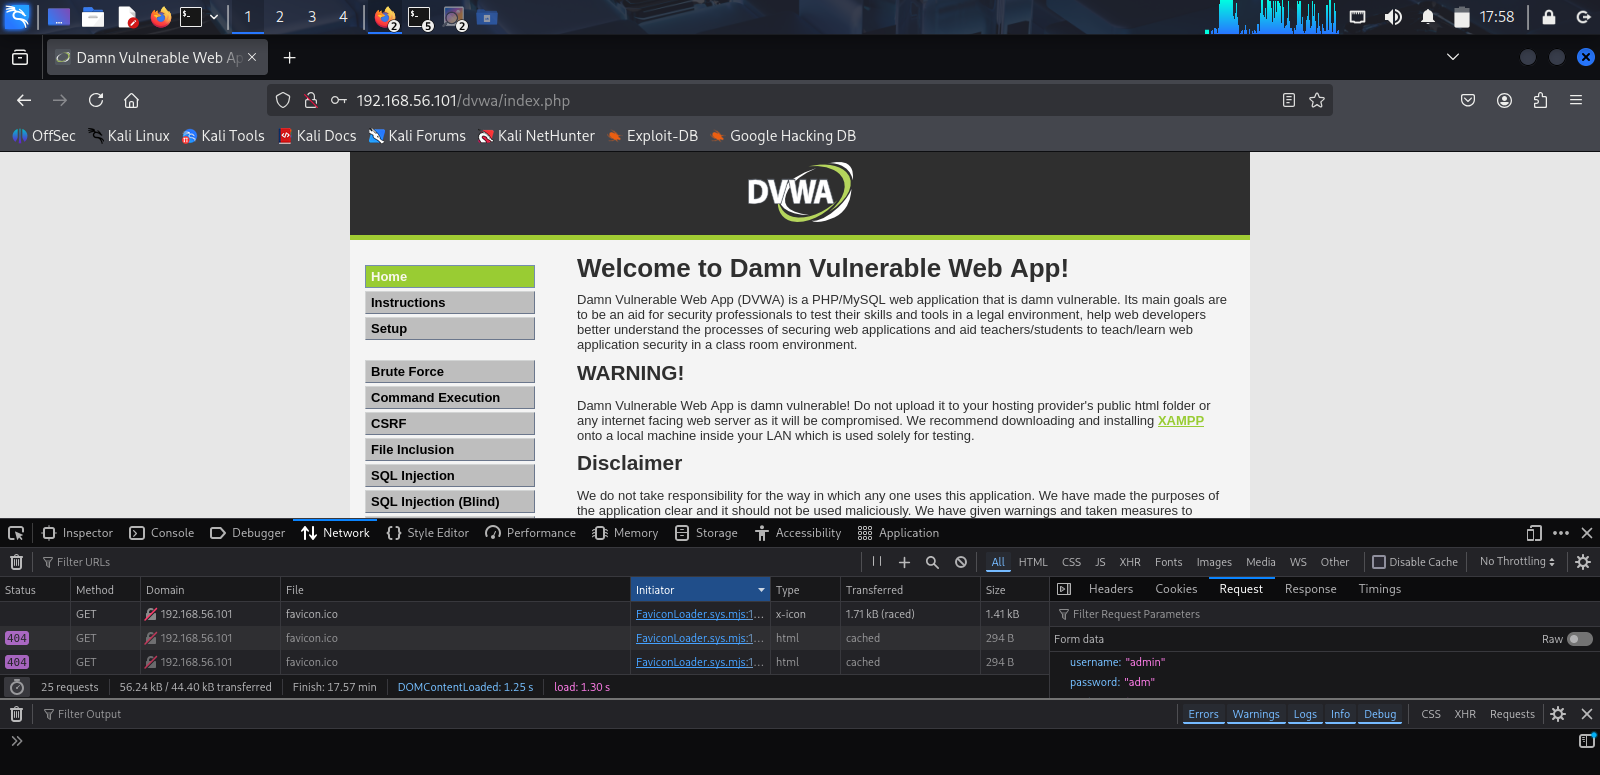 1 2 3 4 2 5 2 17:58
Damn Vulnerable Web Ap
192.168.56.101/dvwa/index.php
OffSec Kali Linux Kali Tools Kali Docs Kali Forums Kali NetHunter Exploit-DB Google Hacking DB
DVWA
Home
Instructions
Setup
Brute Force
Command Execution
CSRF
File Inclusion
SQL Injection
SQL Injection (Blind)
Welcome to Damn Vulnerable Web App!
Damn Vulnerable Web App (DVWA) is a PHP/MySQL web application that is damn vulnerable. Its main goals are
to be an aid for security professionals to test their skills and tools in a legal environment, help web developers
better understand the processes of securing web applications and aid teachers/students to teach/learn web
application security in a class room environment.
WARNING!
Damn Vulnerable Web App is damn vulnerable! Do not upload it to your hosting provider's public html folder or
any internet facing web server as it will be compromised. We recommend downloading and installing XAMPP
onto a local machine inside your LAN which is used solely for testing.
Disclaimer
We do not take responsibility for the way in which any one uses this application. We have made the purposes of
the application clear and it should not be used maliciously. We have given warnings and taken measures to
Inspector Console Debugger Network Style Editor Performance Memory Storage Accessibility Application
Filter URLs All HTML CSS JS XHR Fonts Images Media WS Other Disable Cache No Throttling
Status Method Domain File Initiator Type Transferred Size
GET 192.168.56.101 favicon.ico FaviconLoader.sys.mjs:1... x-icon 1.71 kB (raced) 1.41 kB
404 GET 192.168.56.101 favicon.ico FaviconLoader.sys.mjs:1... html cached 294 B
404 GET 192.168.56.101 favicon.ico FaviconLoader.sys.mjs:1... html cached 294 B
25 requests 56.24 kB / 44.40 kB transferred Finish: 17.57 min DOMContentLoaded: 1.25 s load: 1.30 s
Headers Cookies Request Response Timings
Filter Request Parameters
Form data Raw
username: "admin"
password: "adm"
Filter Output Errors Warnings Logs Info Debug CSS XHR Requests